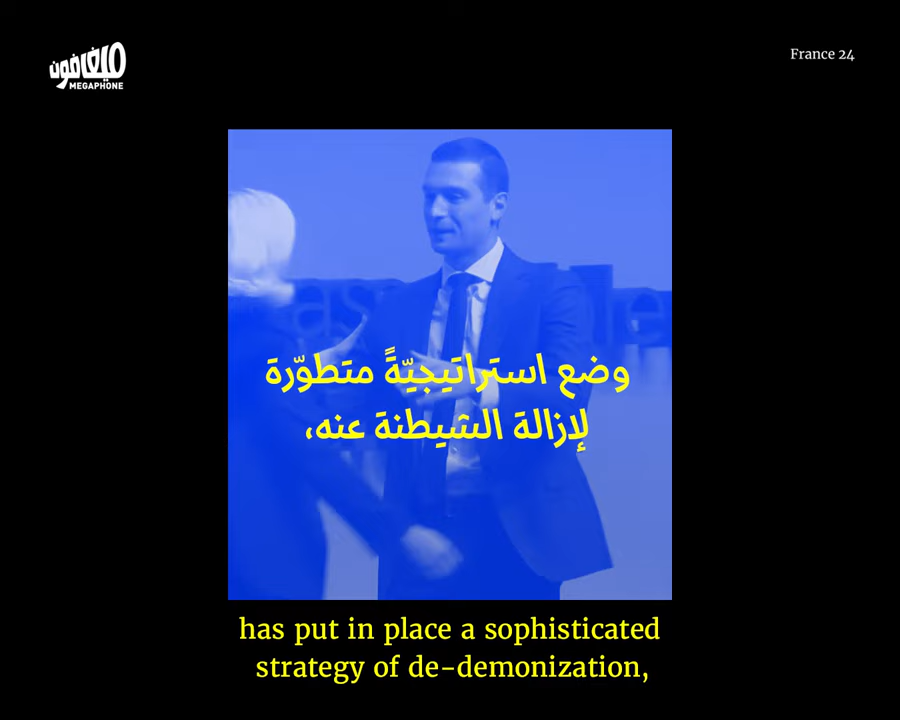 ميغافون
MEGAPHONE
France 24
وضع استراتيجيّةً متطوّرة
لإزالة الشيطنة عنه،
has put in place a sophisticated
strategy of de-demonization,